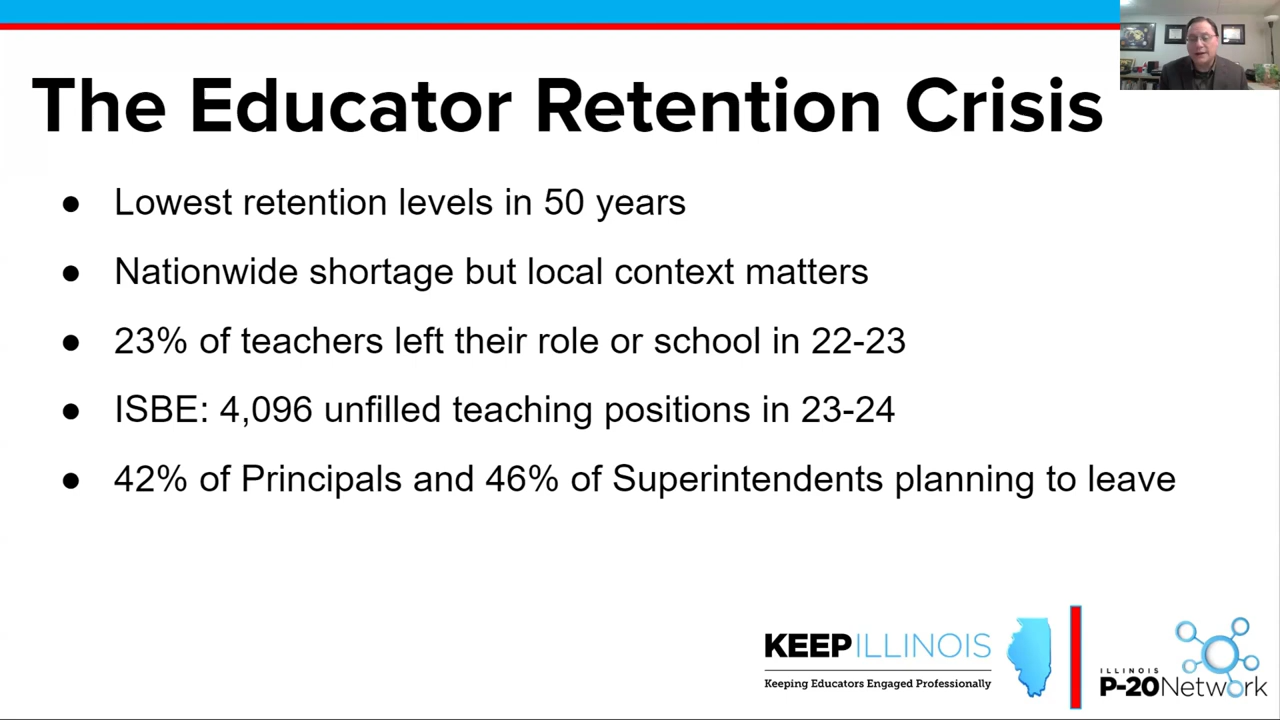 The Educator Retention Crisis
● Lowest retention levels in 50 years
● Nationwide shortage but local context matters
● 23% of teachers left their role or school in 22-23
● ISBE: 4,096 unfilled teaching positions in 23-24
● 42% of Principals and 46% of Superintendents planning to leave
KEEPILLINOIS
Keeping Educators Engaged Professionally
ILLINOIS
P-20Network